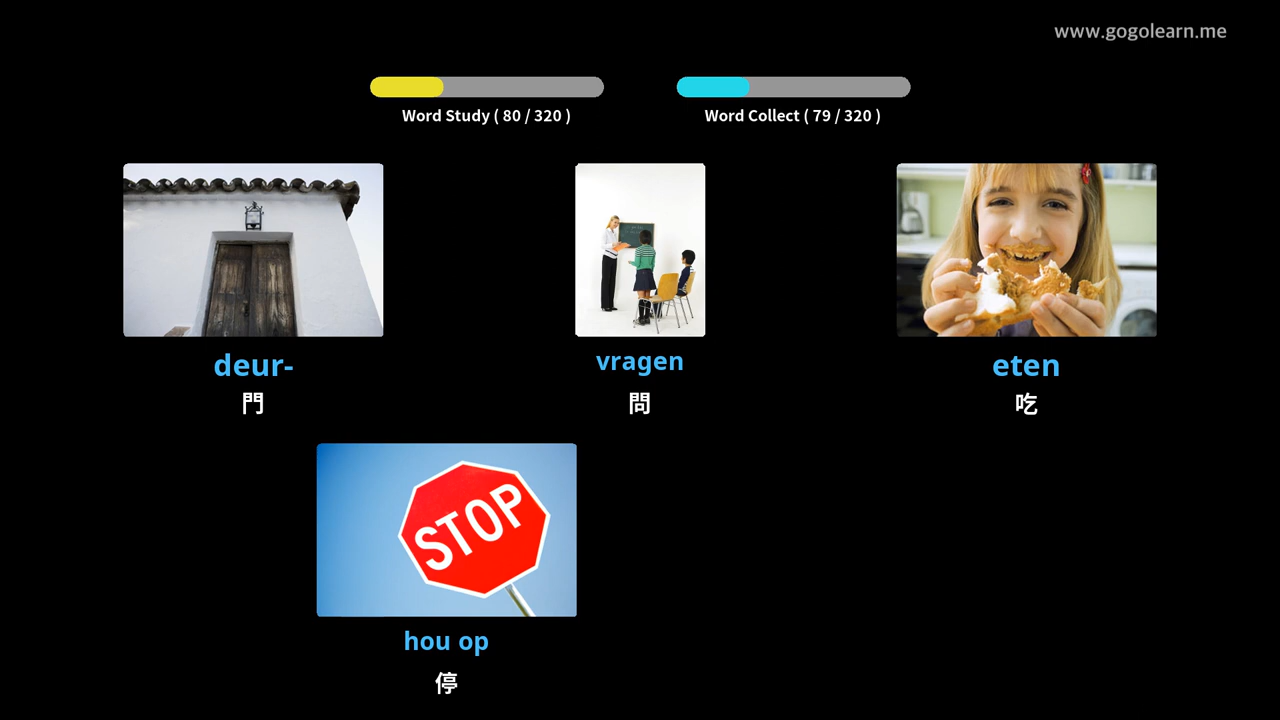 www.gogolearn.me
Word Study ( 80 / 320 )
Word Collect ( 79 / 320 )
deur-
門
vragen
問
eten
吃
STOP
hou op
停